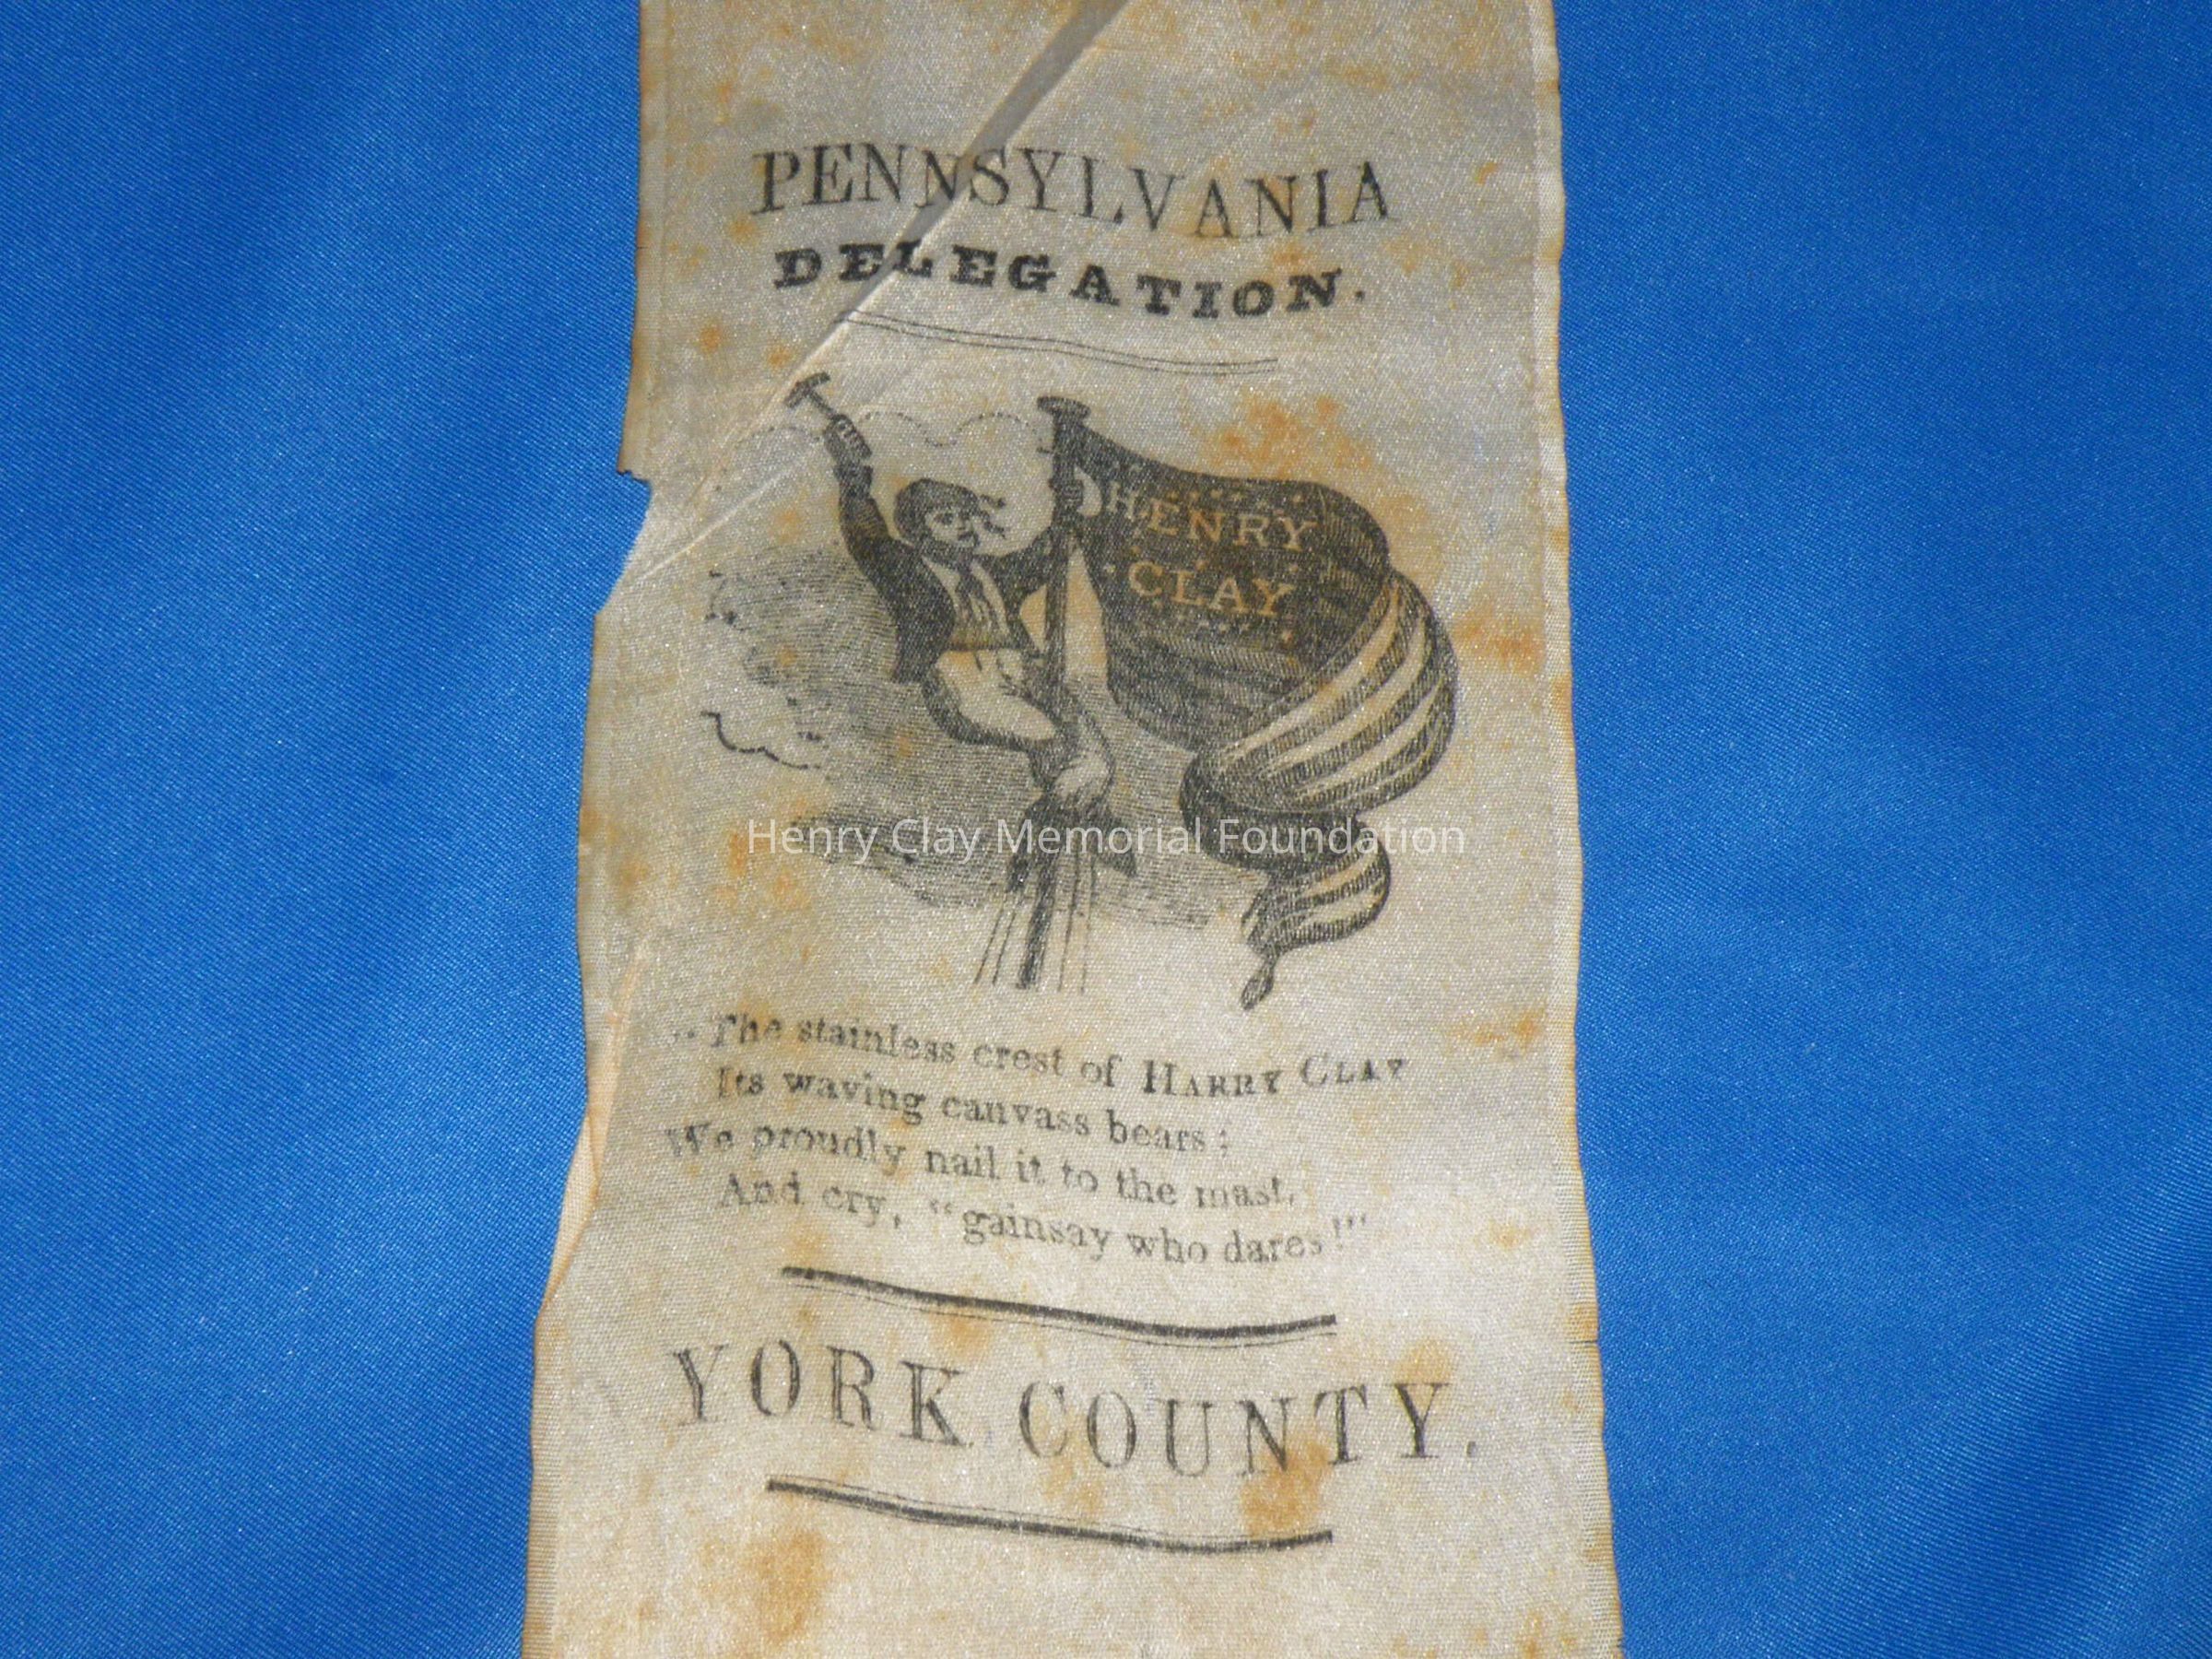 PENNSYLVANIA
DELEGATION.
HENRY
CLAY
Henry Clay Memorial Foundation
"The stainless crest of HARRY CLAY
Its waving canvass bears;
We proudly nail it to the mast,
And cry, "gainsay who dares!"
YORK COUNTY.